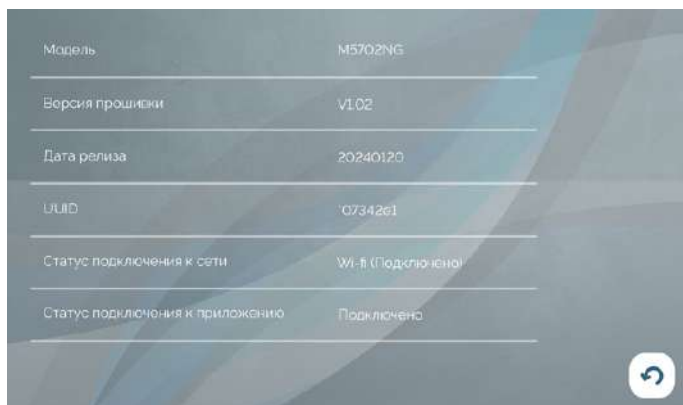 Модель M5702NG
Версия прошивки V1.02
Дата релиза 20240120
UUID 07342e1
Статус подключения к сети Wi-fi (Подключено)
Статус подключения к приложению Подключено